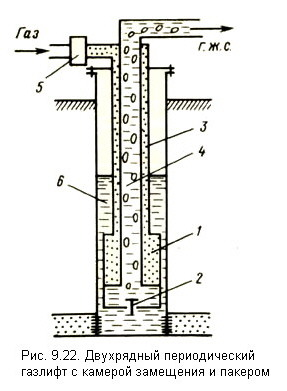 Газ
г.ж.с.
5
3
4
6
1
2
Рис. 9.22. Двухрядный периодический
газлифт с камерой замещения и пакером